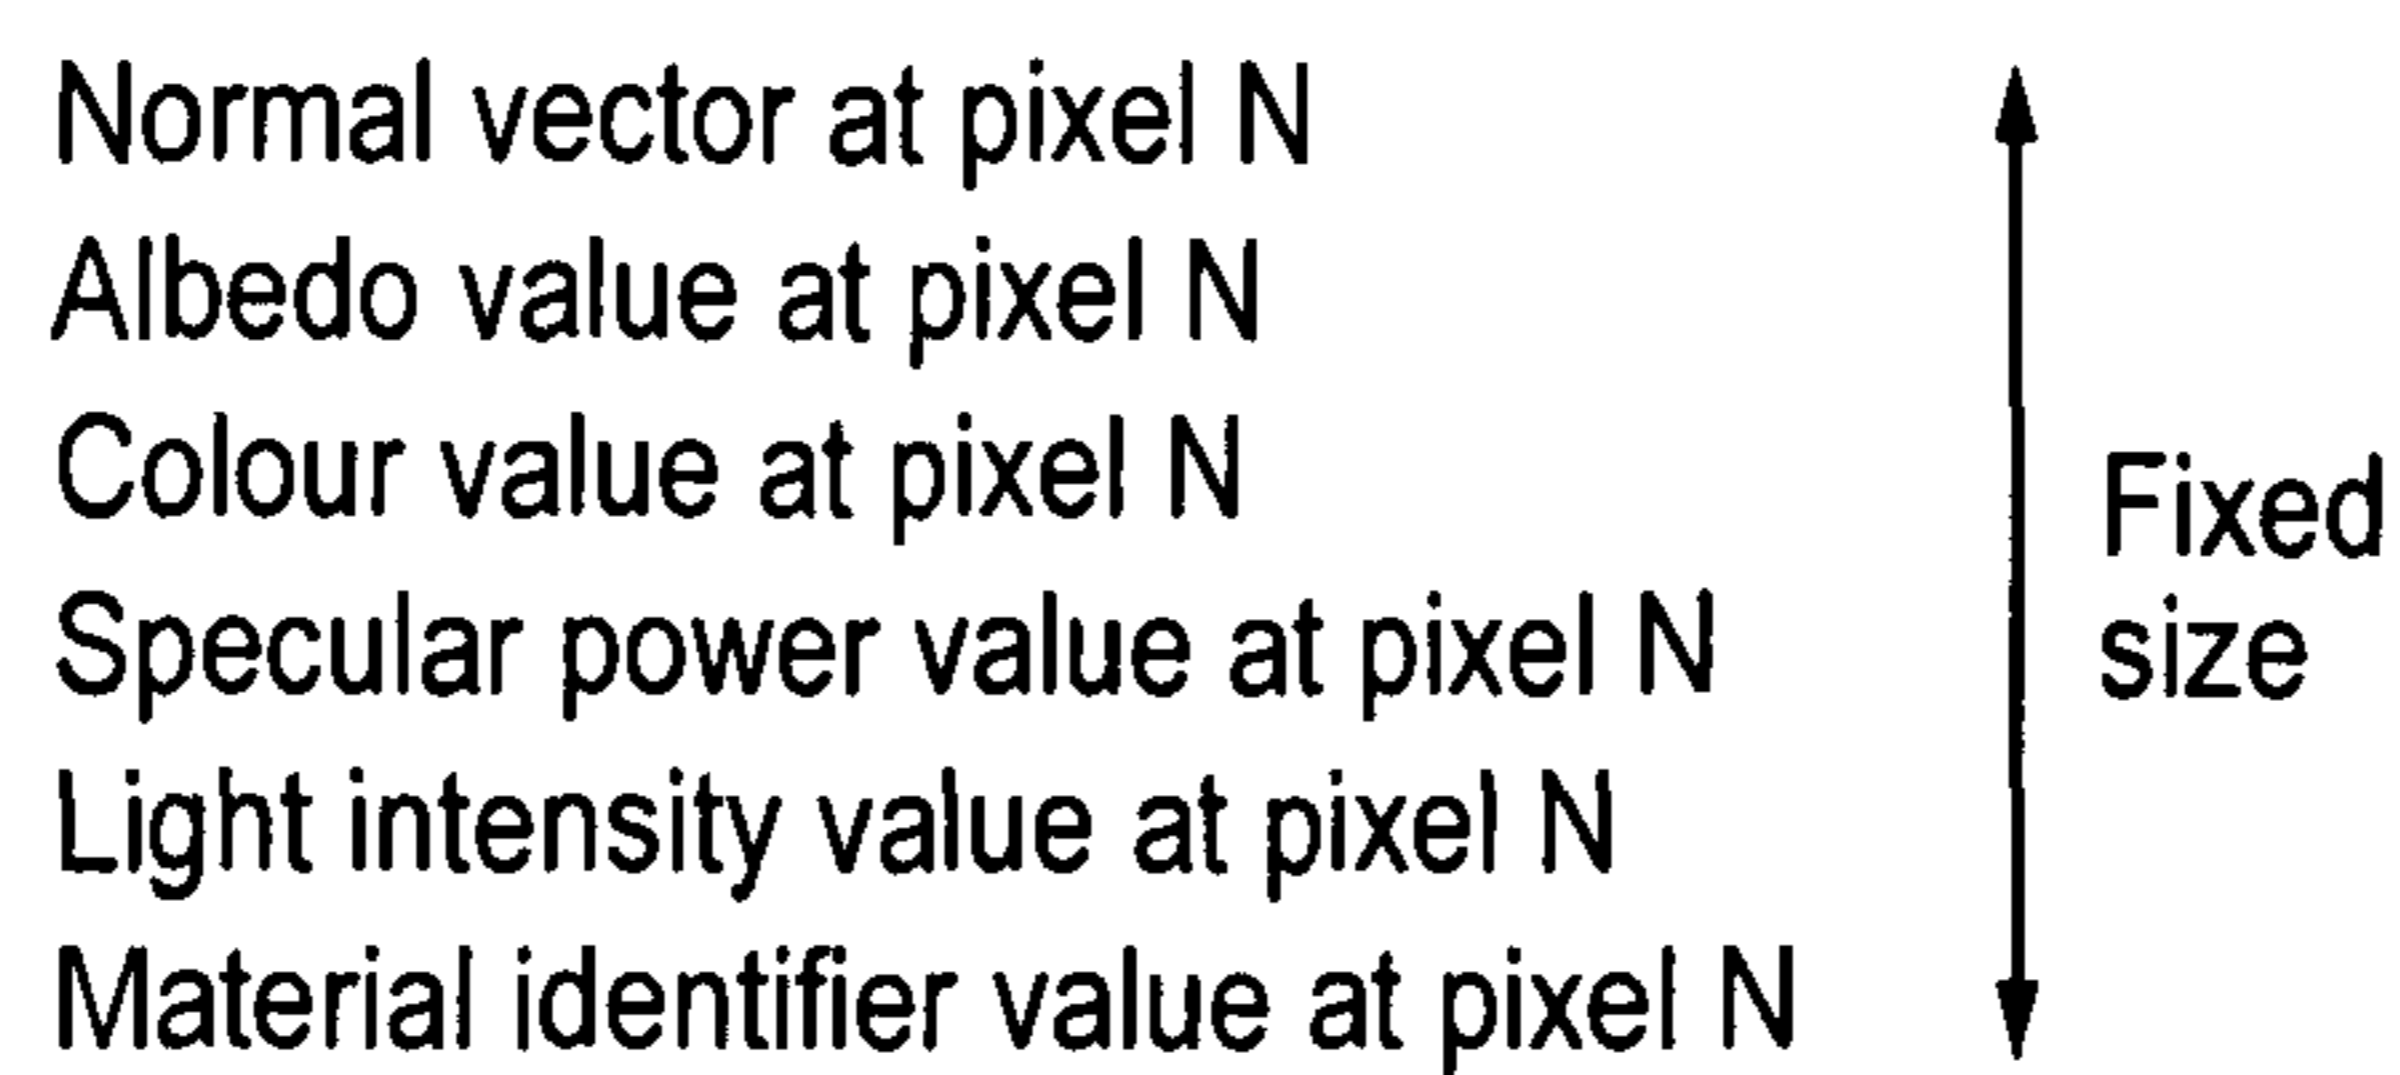 Normal vector at pixel N
Albedo value at pixel N
Colour value at pixel N
Specular power value at pixel N
Light intensity value at pixel N
Material identifier value at pixel N
Fixed
size